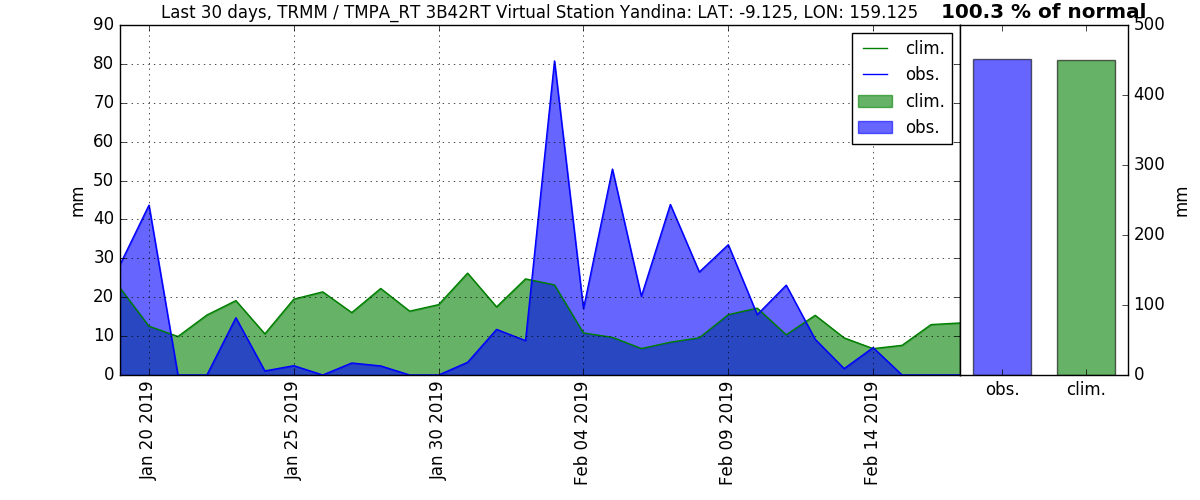 Last 30 days, TRMM / TMPA_RT 3B42RT Virtual Station Yandina: LAT: -9.125, LON: 159.125
100.3 % of normal
90
80
70
60
50
40
30
20
10
0
mm
clim.
obs.
clim.
obs.
Jan 20 2019
Jan 25 2019
Jan 30 2019
Feb 04 2019
Feb 09 2019
Feb 14 2019
500
400
300
200
100
0
mm
obs.
clim.